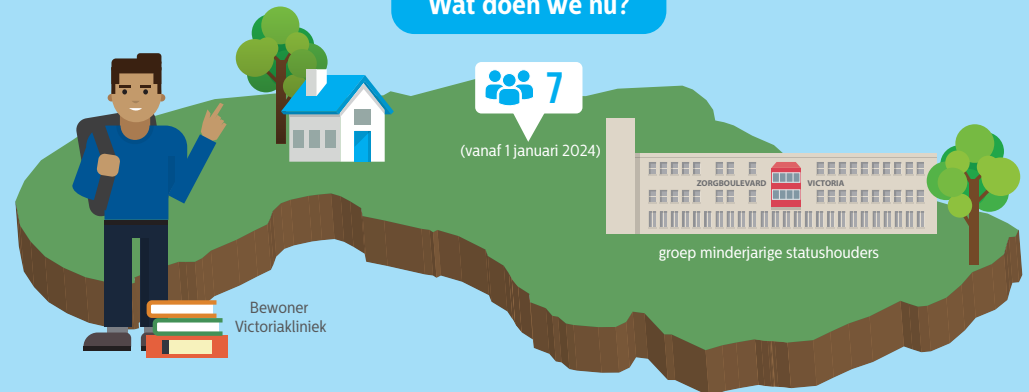 Wat doen we nu?
7
(vanaf 1 januari 2024)
ZORGBOULEVARD VICTORIA
groep minderjarige statushouders
Bewoner
Victoriakliniek